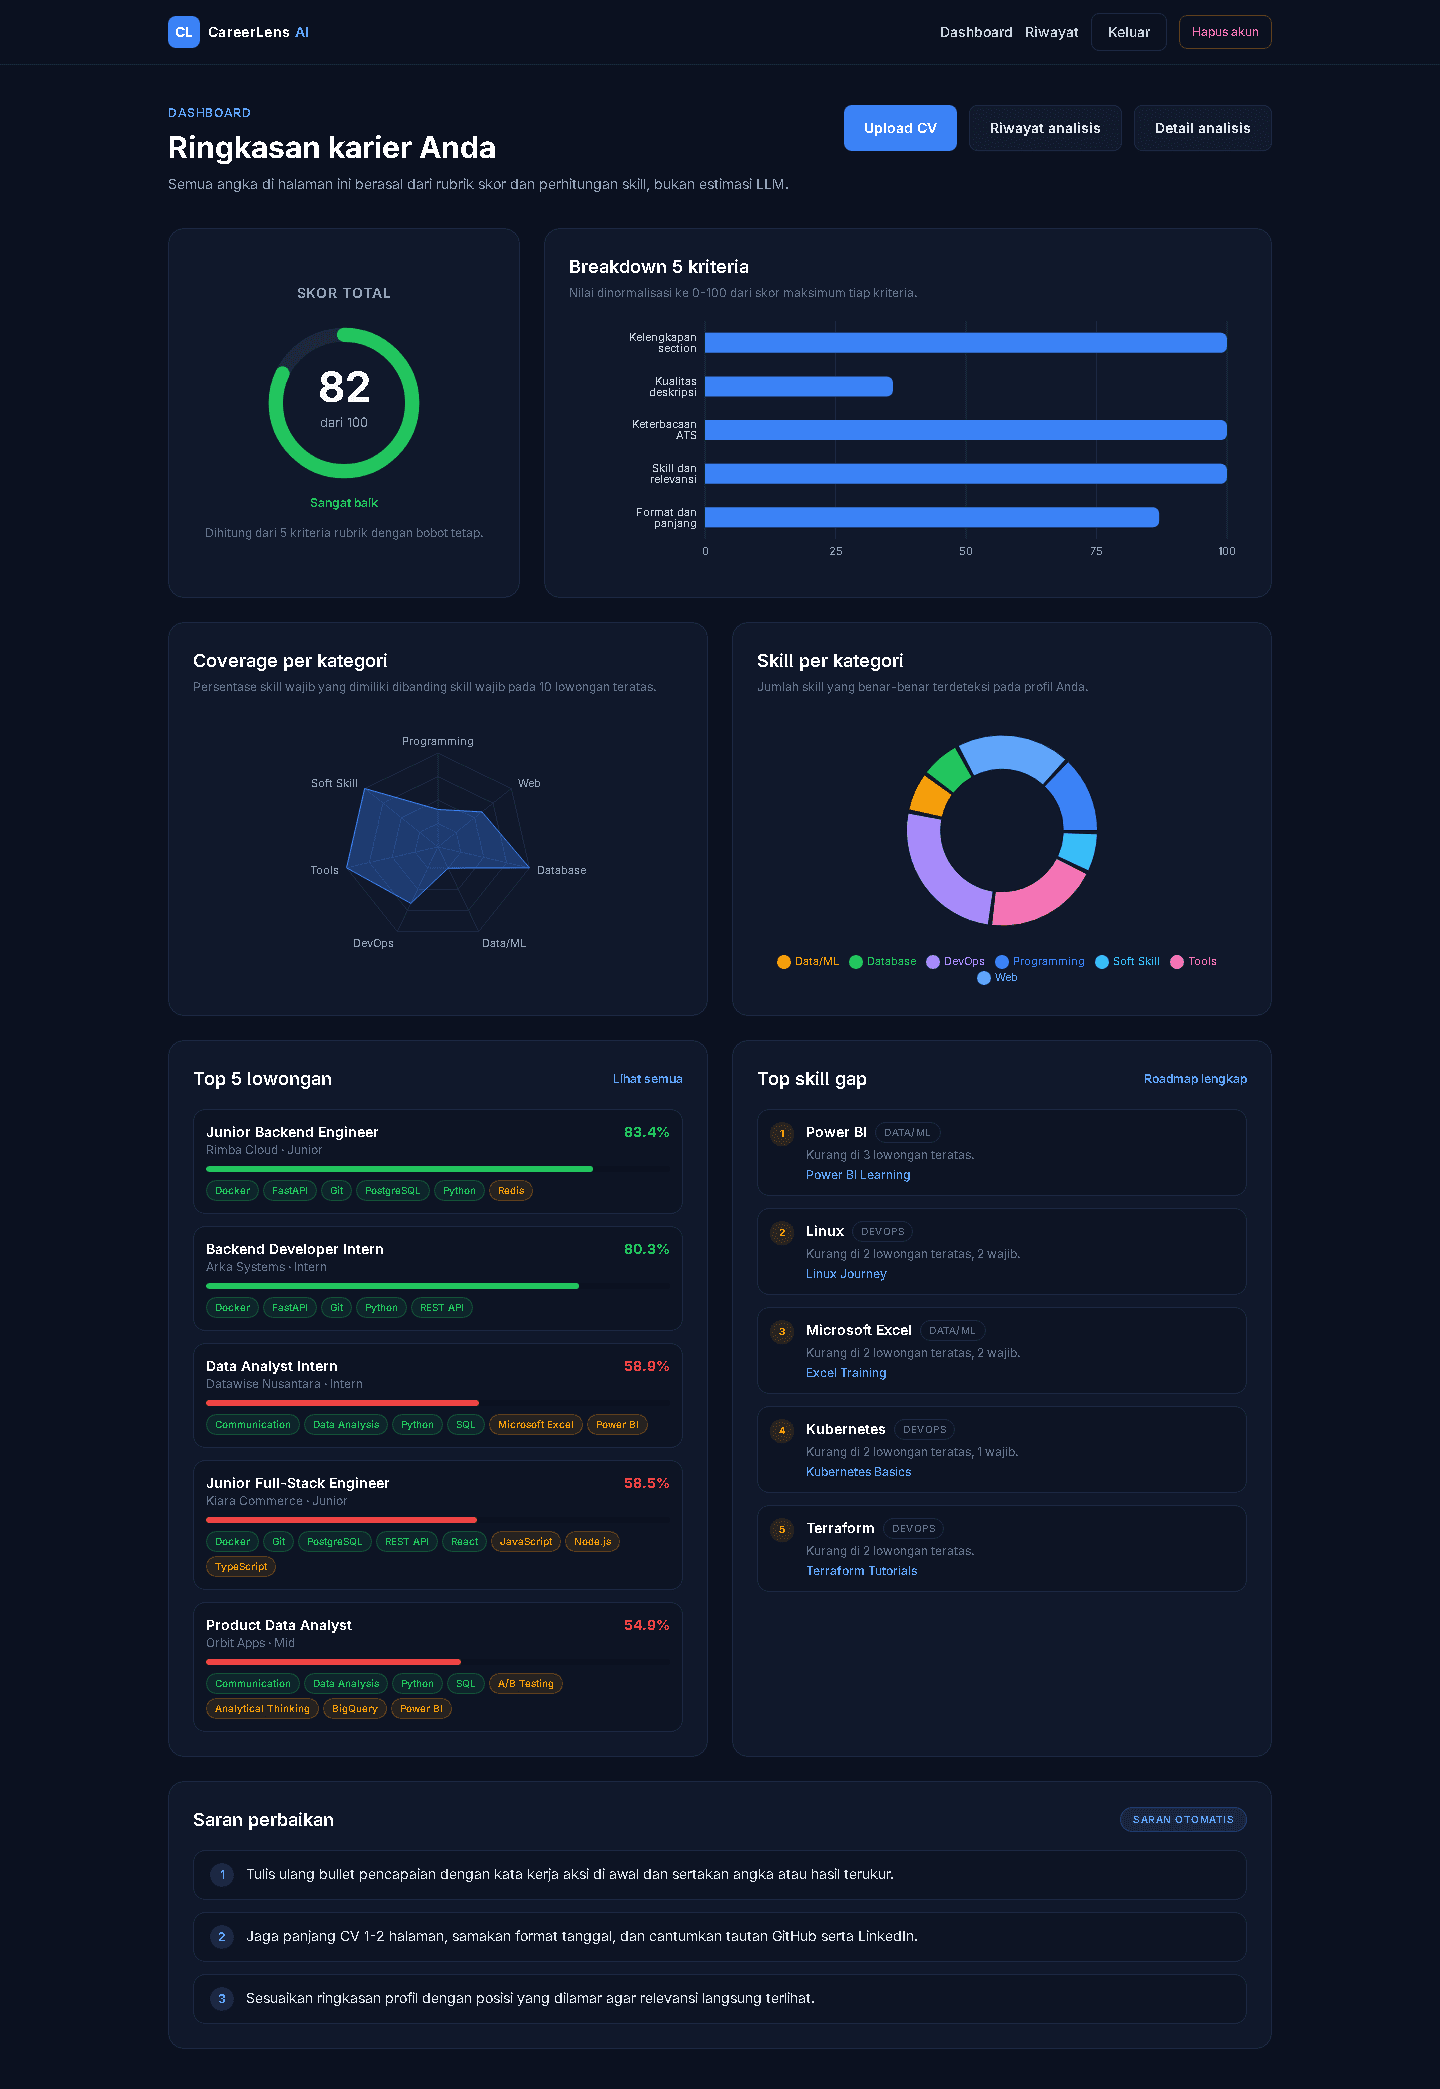 CL CareerLens AI
Dashboard Riwayat Keluar Hapus akun
DASHBOARD
Ringkasan karier Anda
Semua angka di halaman ini berasal dari rubrik skor dan perhitungan skill, bukan estimasi LLM.
Upload CV Riwayat analisis Detail analisis
SKOR TOTAL
82
dari 100
Sangat baik
Dihitung dari 5 kriteria rubrik dengan bobot tetap.
Breakdown 5 kriteria
Nilai dinormalisasi ke 0-100 dari skor maksimum tiap kriteria.
Kelengkapan
section
Kualitas
deskripsi
Keterbacaan
ATS
Skill dan
relevansi
Format dan
panjang
0 25 50 75 100
Coverage per kategori
Persentase skill wajib yang dimiliki dibanding skill wajib pada 10 lowongan teratas.
Programming
Soft Skill Web
Tools Database
DevOps Data/ML
Skill per kategori
Jumlah skill yang benar-benar terdeteksi pada profil Anda.
Data/ML Database DevOps Programming Soft Skill Tools
Web
Top 5 lowongan Lihat semua
Junior Backend Engineer 83.4%
Rimba Cloud · Junior
Docker FastAPI Git PostgreSQL Python Redis
Backend Developer Intern 80.3%
Arka Systems · Intern
Docker FastAPI Git Python REST API
Data Analyst Intern 58.9%
Datawise Nusantara · Intern
Communication Data Analysis Python SQL Microsoft Excel Power BI
Junior Full-Stack Engineer 58.5%
Kiara Commerce · Junior
Docker Git PostgreSQL REST API React JavaScript Node.js
TypeScript
Product Data Analyst 54.9%
Orbit Apps · Mid
Communication Data Analysis Python SQL A/B Testing
Analytical Thinking BigQuery Power BI
Top skill gap Roadmap lengkap
1 Power BI DATA/ML
Kurang di 3 lowongan teratas.
Power BI Learning
2 Linux DEVOPS
Kurang di 2 lowongan teratas, 2 wajib.
Linux Journey
3 Microsoft Excel DATA/ML
Kurang di 2 lowongan teratas, 2 wajib.
Excel Training
4 Kubernetes DEVOPS
Kurang di 2 lowongan teratas, 1 wajib.
Kubernetes Basics
5 Terraform DEVOPS
Kurang di 2 lowongan teratas.
Terraform Tutorials
Saran perbaikan SARAN OTOMATIS
1 Tulis ulang bullet pencapaian dengan kata kerja aksi di awal dan sertakan angka atau hasil terukur.
2 Jaga panjang CV 1-2 halaman, samakan format tanggal, dan cantumkan tautan GitHub serta LinkedIn.
3 Sesuaikan ringkasan profil dengan posisi yang dilamar agar relevansi langsung terlihat.